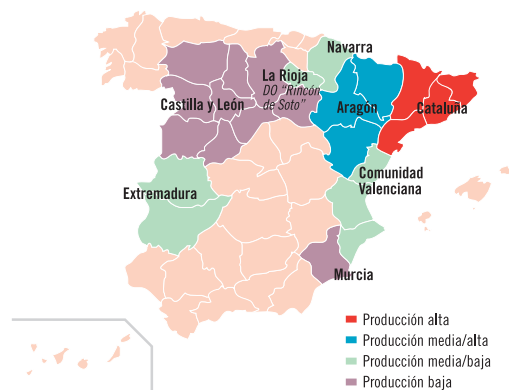 Navarra
La Rioja
DO "Rincón
de Soto"
Castilla y León
Aragón
Cataluña
Comunidad
Valenciana
Extremadura
Murcia
Producción alta
Producción media/alta
Producción media/baja
Producción baja